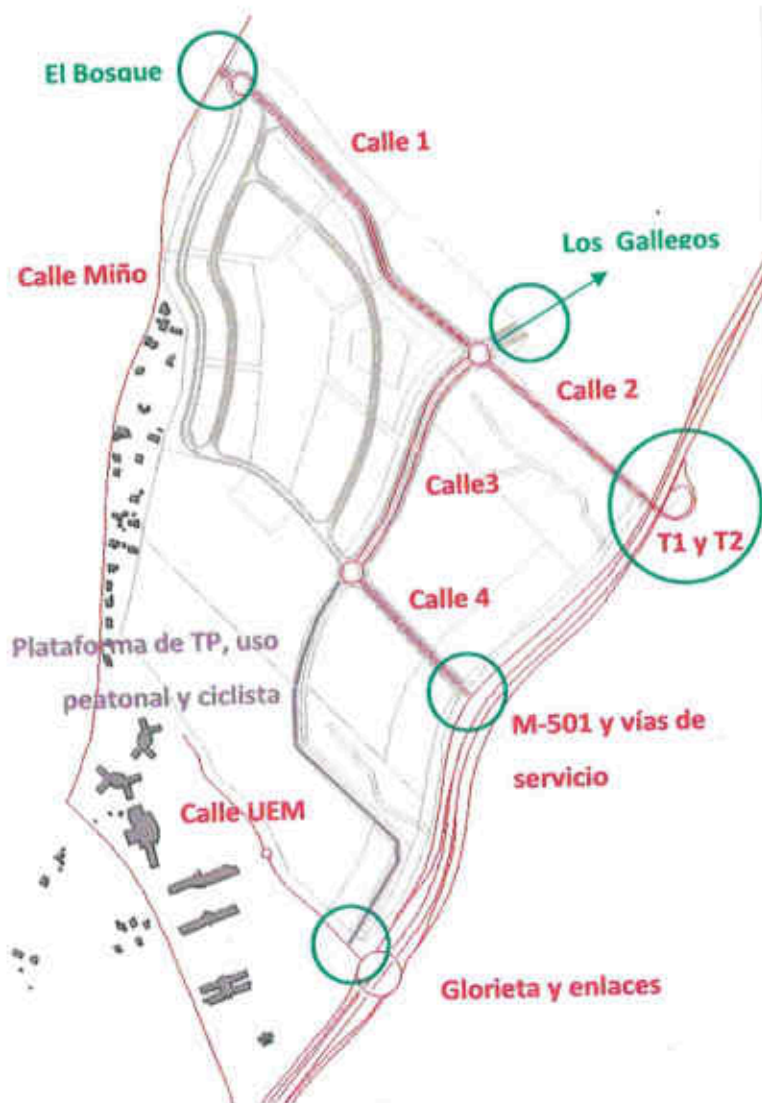 El Bosque
Calle 1
Los Gallegos
Calle Miño
Calle 2
Calle3
T1 y T2
Calle 4
Plataforma de TP, uso
peatonal y ciclista
M-501 y vías de
servicio
Calle UEM
Glorieta y enlaces